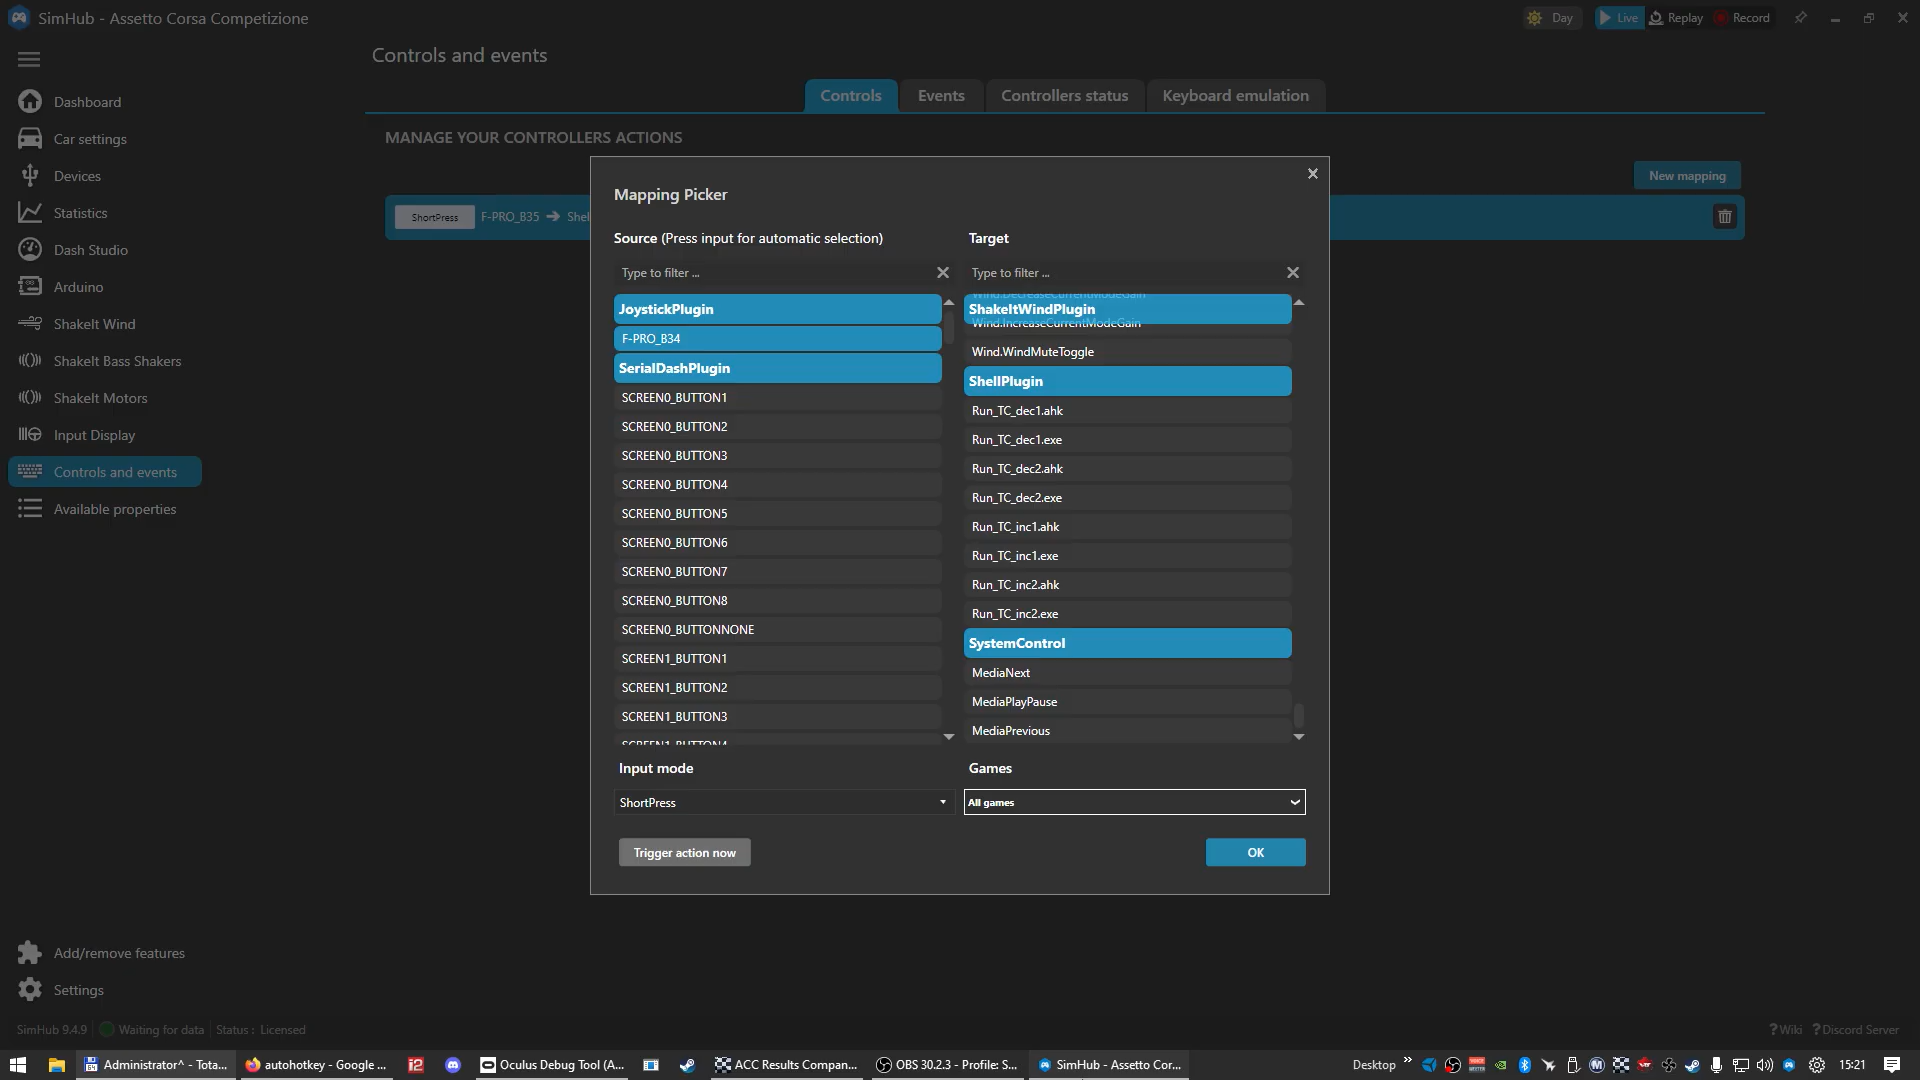 SimHub - Assetto Corsa Competizione
Day
Live
Replay
Record
Controls and events
Dashboard
Car settings
Devices
Statistics
Dash Studio
Arduino
ShakeIt Wind
ShakeIt Bass Shakers
ShakeIt Motors
Input Display
Controls and events
Available properties
Add/remove features
Settings
Controls
Events
Controllers status
Keyboard emulation
MANAGE YOUR CONTROLLERS ACTIONS
New mapping
ShortPress
F-PRO_B35
Shel
Mapping Picker
Source (Press input for automatic selection)
Type to filter ...
JoystickPlugin
F-PRO_B34
SerialDashPlugin
SCREEN0_BUTTON1
SCREEN0_BUTTON2
SCREEN0_BUTTON3
SCREEN0_BUTTON4
SCREEN0_BUTTON5
SCREEN0_BUTTON6
SCREEN0_BUTTON7
SCREEN0_BUTTON8
SCREEN0_BUTTONNONE
SCREEN1_BUTTON1
SCREEN1_BUTTON2
SCREEN1_BUTTON3
SCREEN1_BUTTON4
Input mode
ShortPress
Trigger action now
Target
Type to filter ...
Wind.DecreaseCurrentModeGain
ShakeItWindPlugin
Wind.IncreaseCurrentModeGain
Wind.WindMuteToggle
ShellPlugin
Run_TC_dec1.ahk
Run_TC_dec1.exe
Run_TC_dec2.ahk
Run_TC_dec2.exe
Run_TC_inc1.ahk
Run_TC_inc1.exe
Run_TC_inc2.ahk
Run_TC_inc2.exe
SystemControl
MediaNext
MediaPlayPause
MediaPrevious
Games
All games
OK
SimHub 9.4.9
Waiting for data
Status : Licensed
? Wiki
? Discord Server
Administrator^ - Tota...
autohotkey - Google ...
i2
Oculus Debug Tool (A...
ACC Results Compan...
OBS 30.2.3 - Profile: S...
SimHub - Assetto Cor...
Desktop
15:21